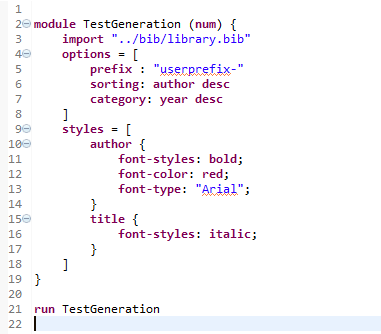 1
2 module TestGeneration (num) {
3     import "../bib/library.bib"
4     options = [
5         prefix : "userprefix-"
6         sorting: author desc
7         category: year desc
8     ]
9     styles = [
10         author {
11             font-styles: bold;
12             font-color: red;
13             font-type: "Arial";
14         }
15         title {
16             font-styles: italic;
17         }
18     ]
19 }
20
21 run TestGeneration
22